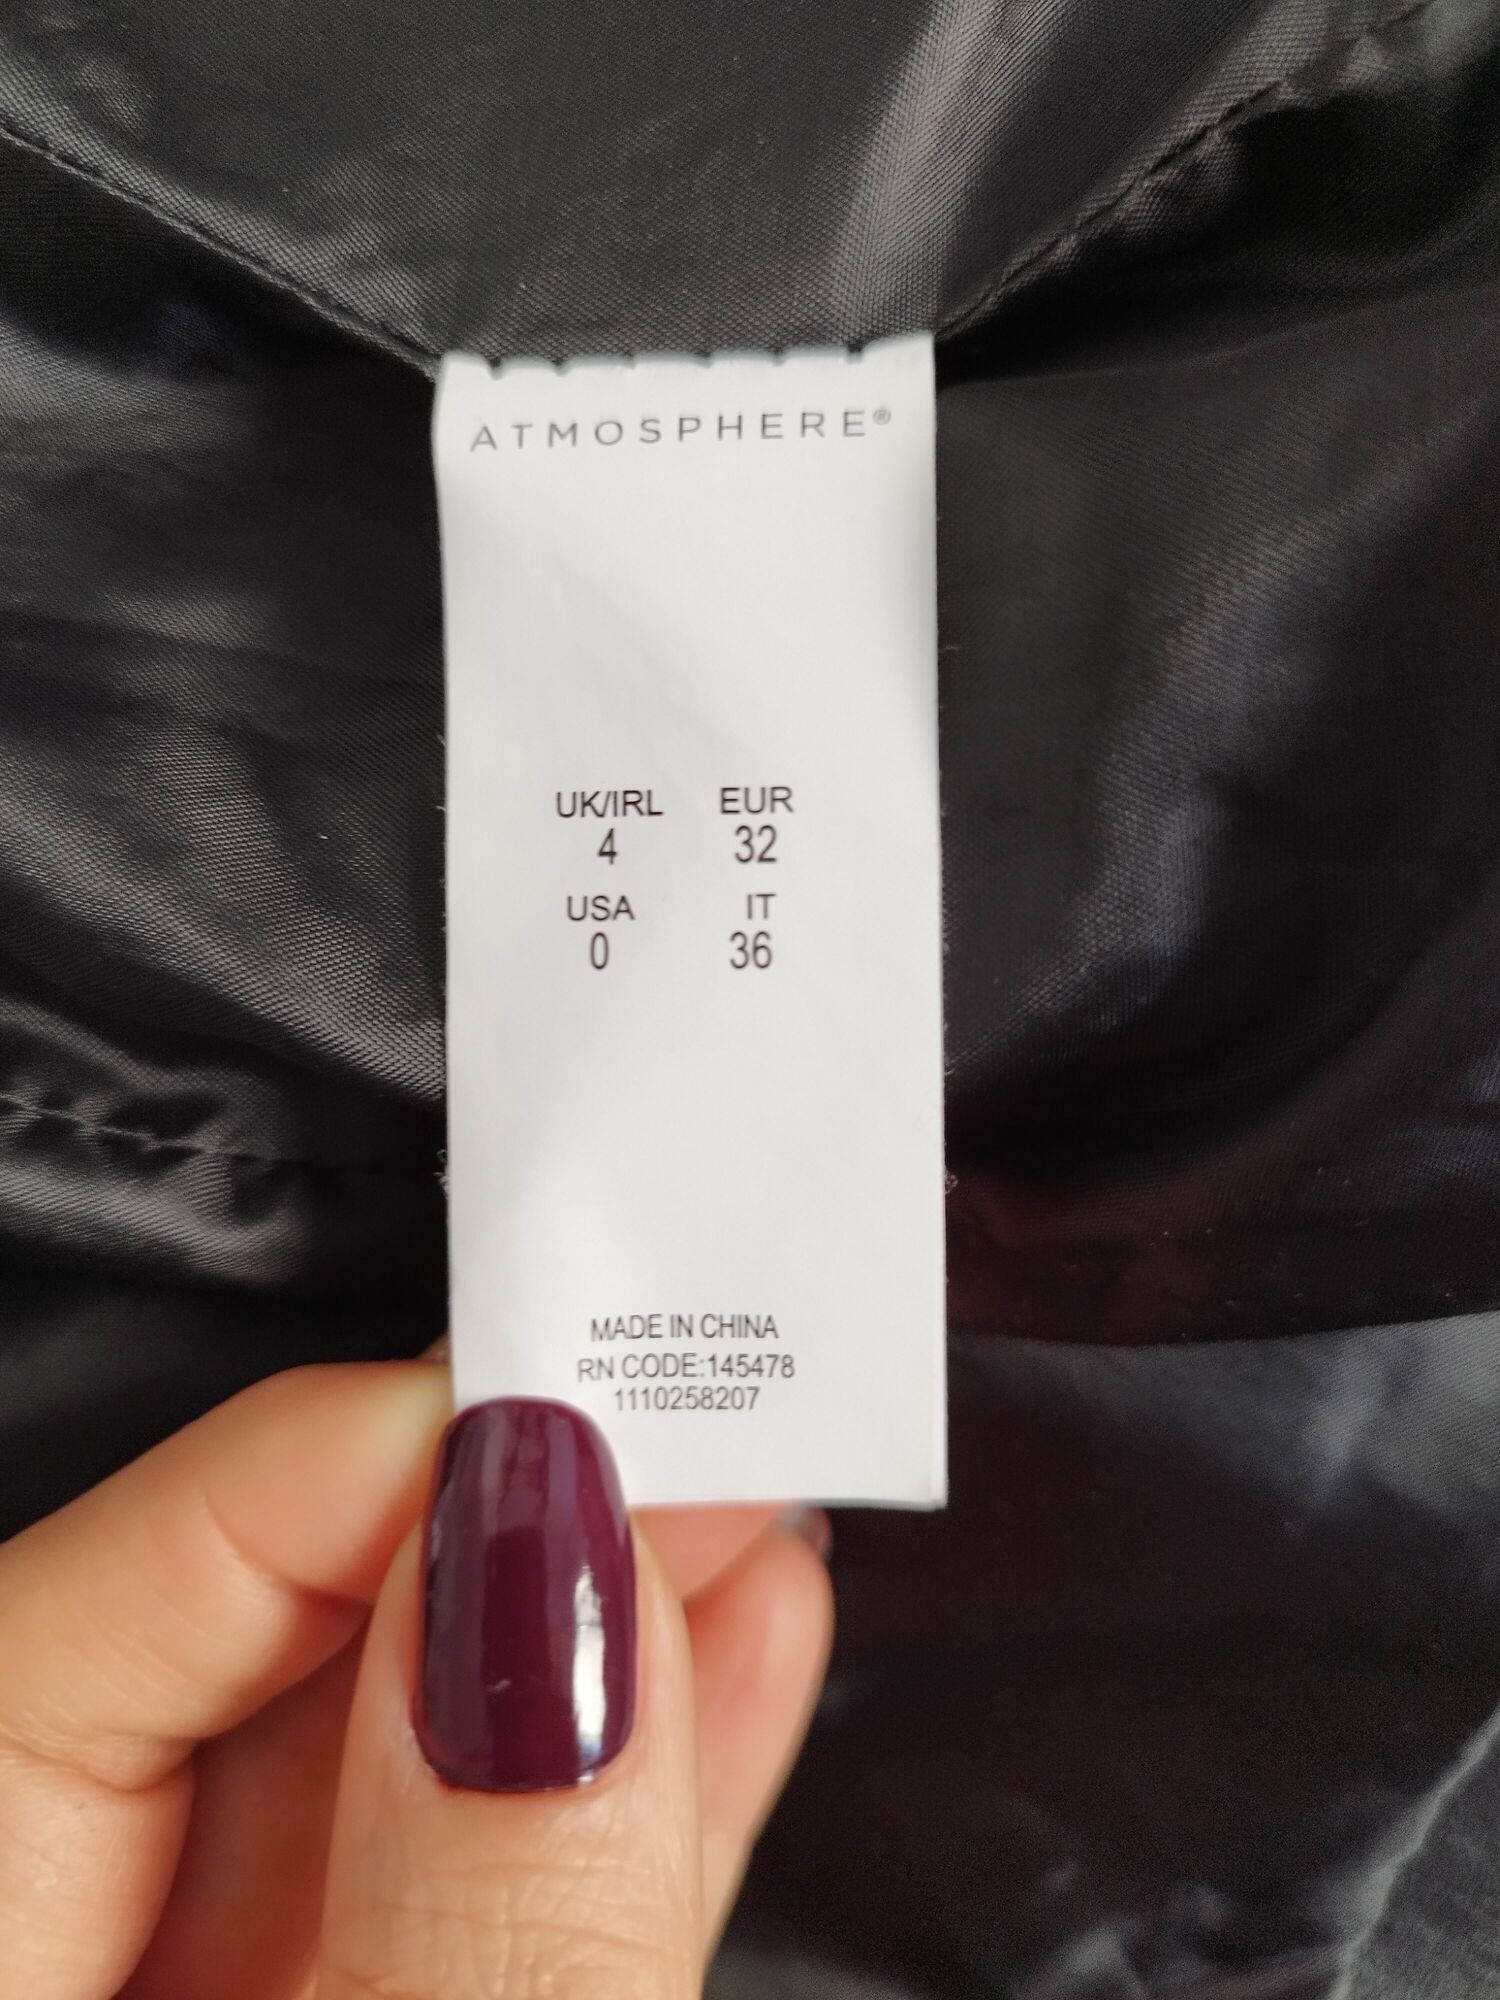 ATMOSPHERE®
UK/IRL EUR
4 32
USA IT
0 36
MADE IN CHINA
RN CODE:145478
1110258207